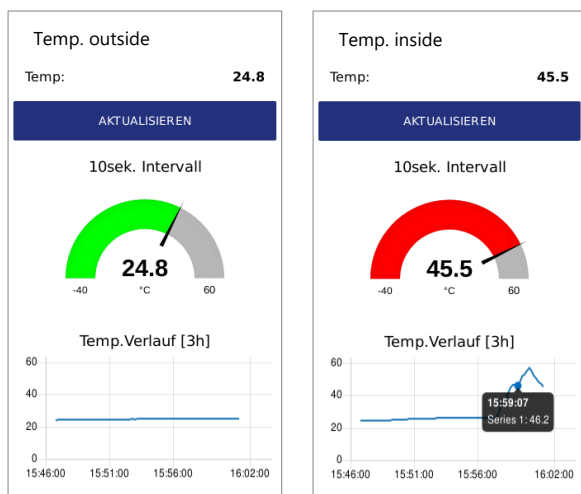 Temp. outside
Temp: 24.8
AKTUALISIEREN
10sek. Intervall
24.8
-40 °C 60
Temp.Verlauf [3h]
60
40
20
0
15:46:00 15:51:00 15:56:00 16:02:00
Temp. inside
Temp: 45.5
AKTUALISIEREN
10sek. Intervall
45.5
-40 °C 60
Temp.Verlauf [3h]
60
40
20
0
15:59:07
Series 1: 46.2
15:46:00 15:51:00 15:56:00 16:02:00